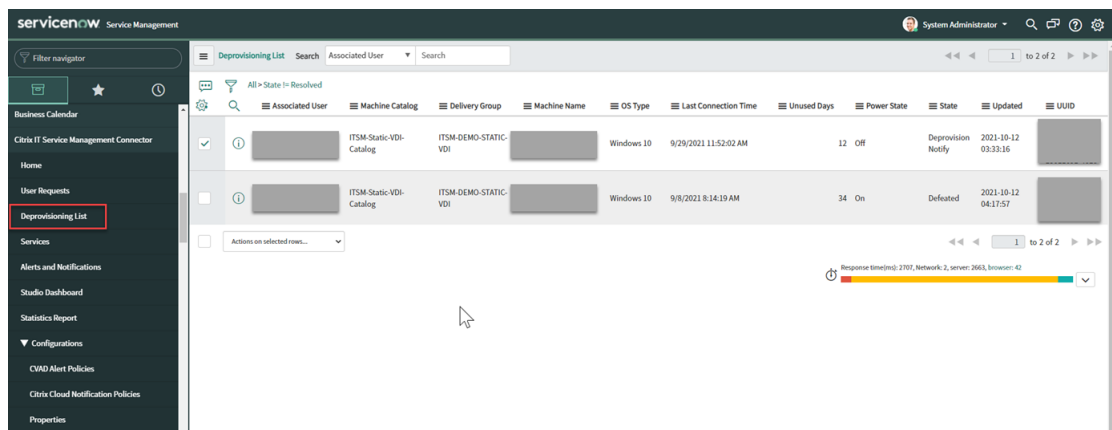 servicenow Service Management
System Administrator
Filter navigator
Business Calendar
Citrix IT Service Management Connector
Home
User Requests
Deprovisioning List
Services
Alerts and Notifications
Studio Dashboard
Statistics Report
Configurations
CVAD Alert Policies
Citrix Cloud Notification Policies
Properties
Deprovisioning List Search Associated User Search
1 to 2 of 2
All > State != Resolved
Associated User Machine Catalog Delivery Group Machine Name OS Type Last Connection Time Unused Days Power State State Updated UUID
ITSM-Static-VDI- ITSM-DEMO-STATIC- Windows 10 9/29/2021 11:52:02 AM 12 Off Deprovision 2021-10-12
Catalog VDI Notify 03:33:16
ITSM-Static-VDI- ITSM-DEMO-STATIC- Windows 10 9/8/2021 8:14:19 AM 34 On Defeated 2021-10-12
Catalog VDI 04:17:57
Actions on selected rows...
1 to 2 of 2
Response time(ms): 2707, Network: 2, server: 2663, browser: 42